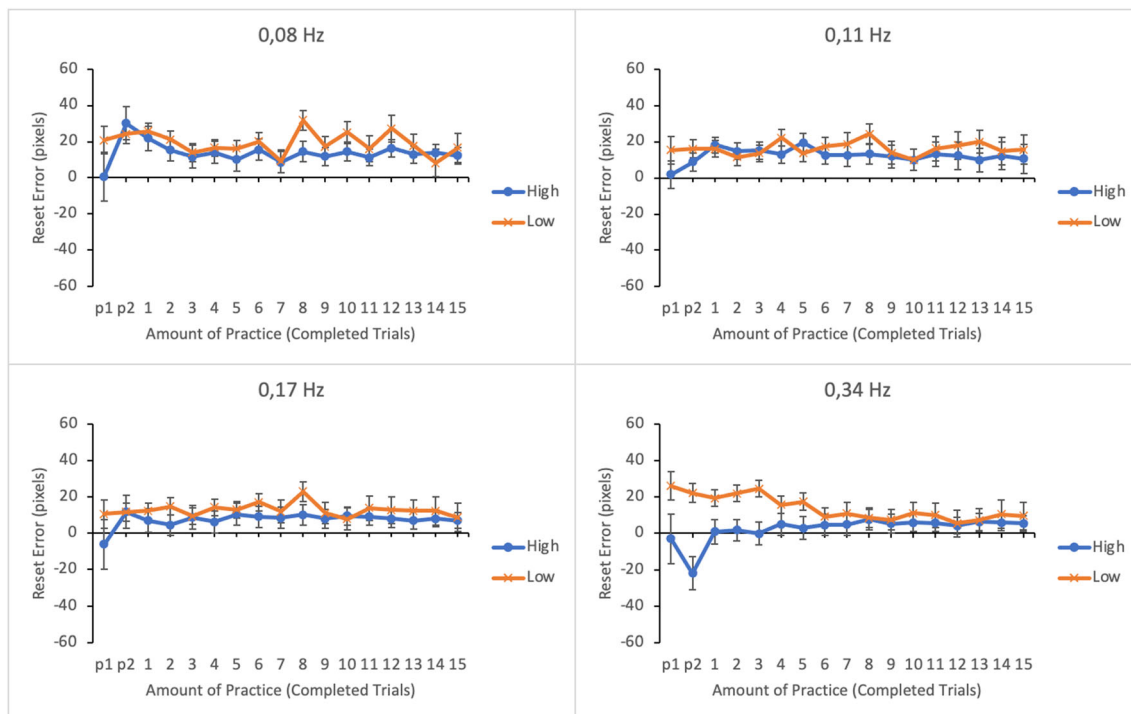 0,08 Hz
60
40
20
0
-20
-40
-60
Reset Error (pixels)
High
Low
p1 p2 1 2 3 4 5 6 7 8 9 10 11 12 13 14 15
Amount of Practice (Completed Trials)
0,11 Hz
60
40
20
0
-20
-40
-60
Reset Error (pixels)
High
Low
p1 p2 1 2 3 4 5 6 7 8 9 10 11 12 13 14 15
Amount of Practice (Completed Trials)
0,17 Hz
60
40
20
0
-20
-40
-60
Reset Error (pixels)
High
Low
p1 p2 1 2 3 4 5 6 7 8 9 10 11 12 13 14 15
Amount of Practice (Completed Trials)
0,34 Hz
60
40
20
0
-20
-40
-60
Reset Error (pixels)
High
Low
p1 p2 1 2 3 4 5 6 7 8 9 10 11 12 13 14 15
Amount of Practice (Completed Trials)